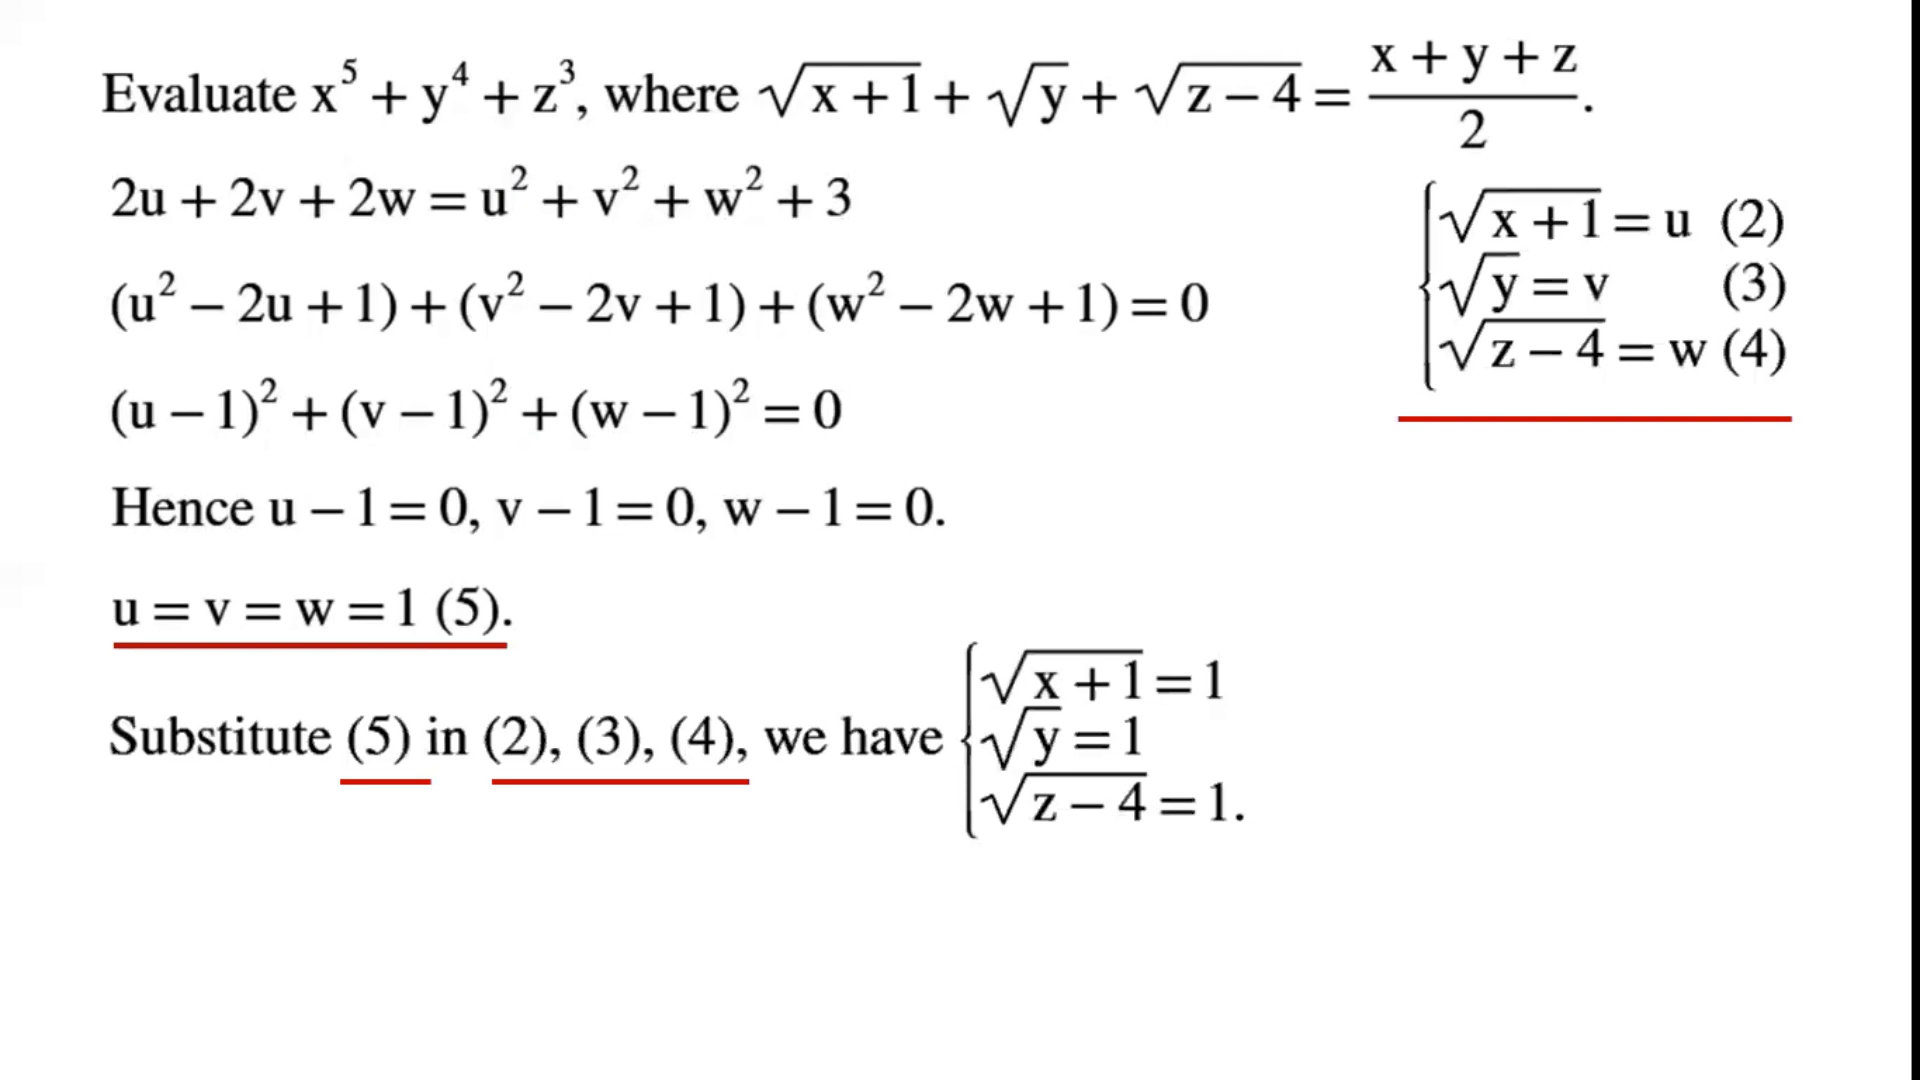 Evaluate x⁵ + y⁴ + z³, where √(x + 1) + √y + √(z − 4) = (x + y + z)/2.
2u + 2v + 2w = u² + v² + w² + 3
(u² − 2u + 1) + (v² − 2v + 1) + (w² − 2w + 1) = 0
(u − 1)² + (v − 1)² + (w − 1)² = 0
Hence u − 1 = 0, v − 1 = 0, w − 1 = 0.
u = v = w = 1 (5).
√(x + 1) = u (2)
√y = v (3)
√(z − 4) = w (4)
Substitute (5) in (2), (3), (4), we have
√(x + 1) = 1
√y = 1
√(z − 4) = 1.